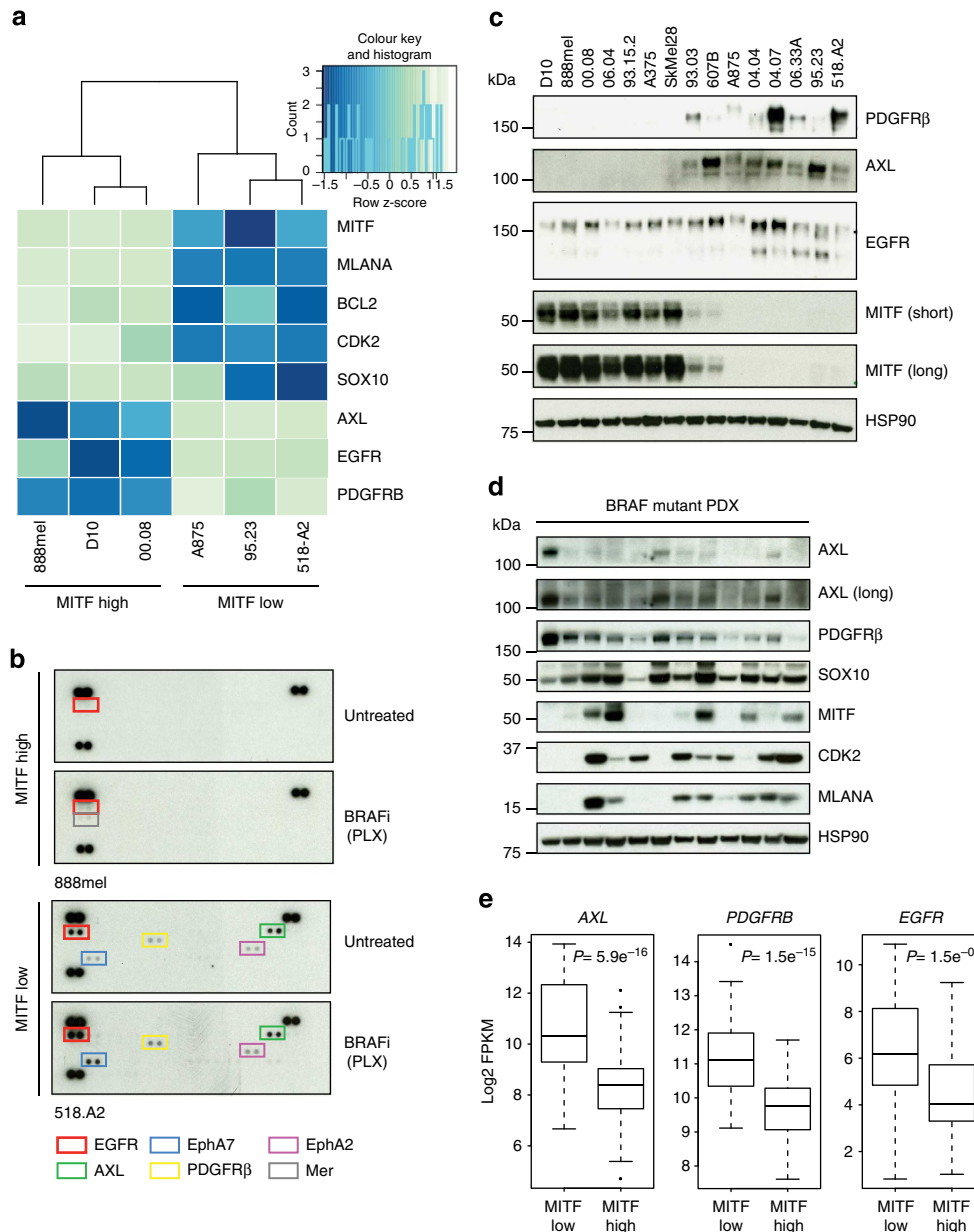 a
Colour key
and histogram
3
2
1
0
Count
–1.5
–0.5
0
0.5
1
1.5
Row z-score
MITF
MLANA
BCL2
CDK2
SOX10
AXL
EGFR
PDGFRB
888mel
D10
00.08
A875
95.23
518-A2
MITF high
MITF low
b
MITF high
Untreated
BRAFi
(PLX)
888mel
MITF low
Untreated
BRAFi
(PLX)
518.A2
EGFR
EphA7
EphA2
AXL
PDGFRβ
Mer
c
kDa
D10
888mel
00.08
06.04
93.15.2
A375
SkMel28
93.03
607B
A875
04.04
04.07
06.33A
95.23
518.A2
150
PDGFRβ
100
AXL
150
EGFR
50
MITF (short)
50
MITF (long)
75
HSP90
d
BRAF mutant PDX
kDa
100
AXL
100
AXL (long)
150
PDGFRβ
50
SOX10
50
MITF
37
CDK2
15
MLANA
75
HSP90
e
AXL
PDGFRB
EGFR
Log2 FPKM
14
12
10
8
6
P= 5.9e–16
MITF
low
MITF
high
14
13
12
11
10
9
8
P= 1.5e–15
MITF
low
MITF
high
10
8
6
4
2
P= 1.5e–0
MITF
low
MITF
high